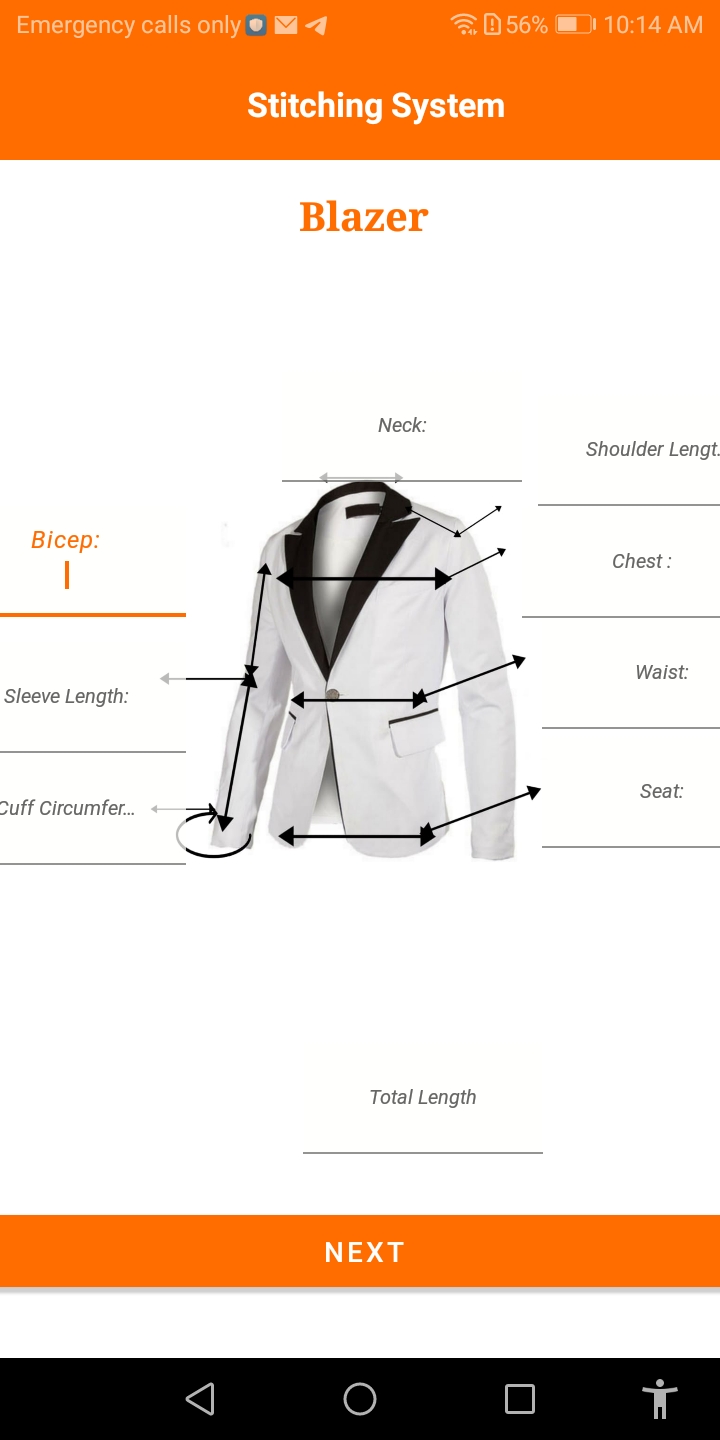 Emergency calls only 56% 10:14 AM
Stitching System
Blazer
Neck:
Shoulder Lengt.
Bicep:
Chest :
Waist:
Sleeve Length:
Seat:
Cuff Circumfer...
Total Length
NEXT